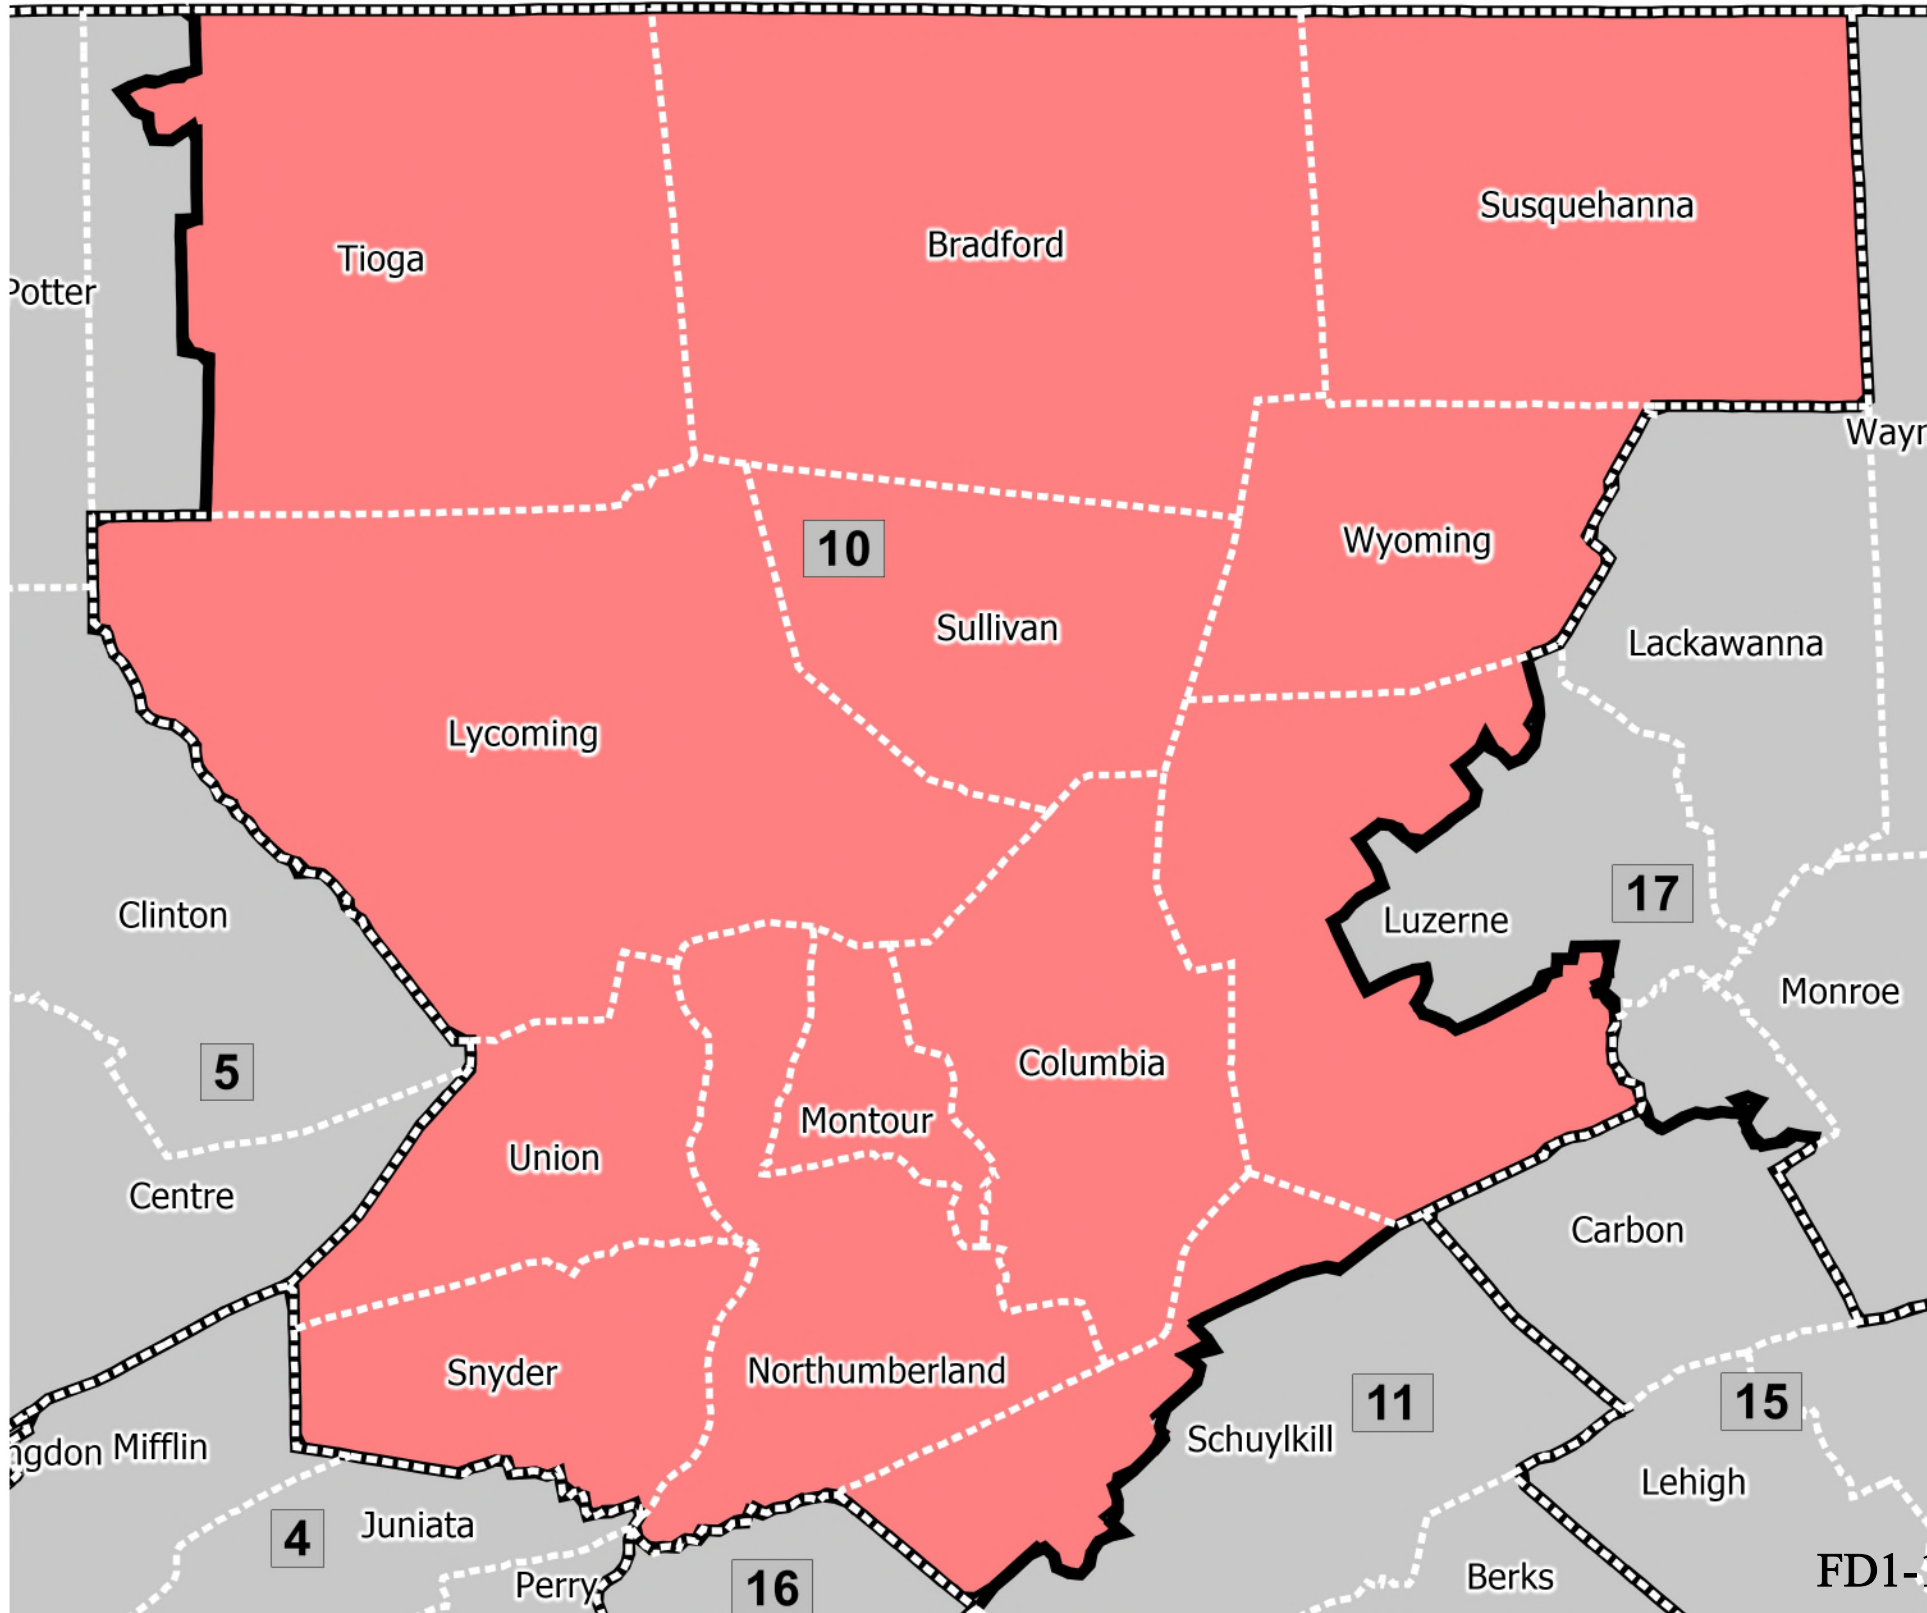 Susquehanna
Bradford
Tioga
Potter
Wayn
10
Wyoming
Sullivan
Lackawanna
Lycoming
17
Clinton
Luzerne
Monroe
Columbia
5
Montour
Union
Centre
Carbon
Snyder
Northumberland
11
15
ngdon Mifflin
Schuylkill
Lehigh
4
Juniata
Perry
16
Berks
FD1-